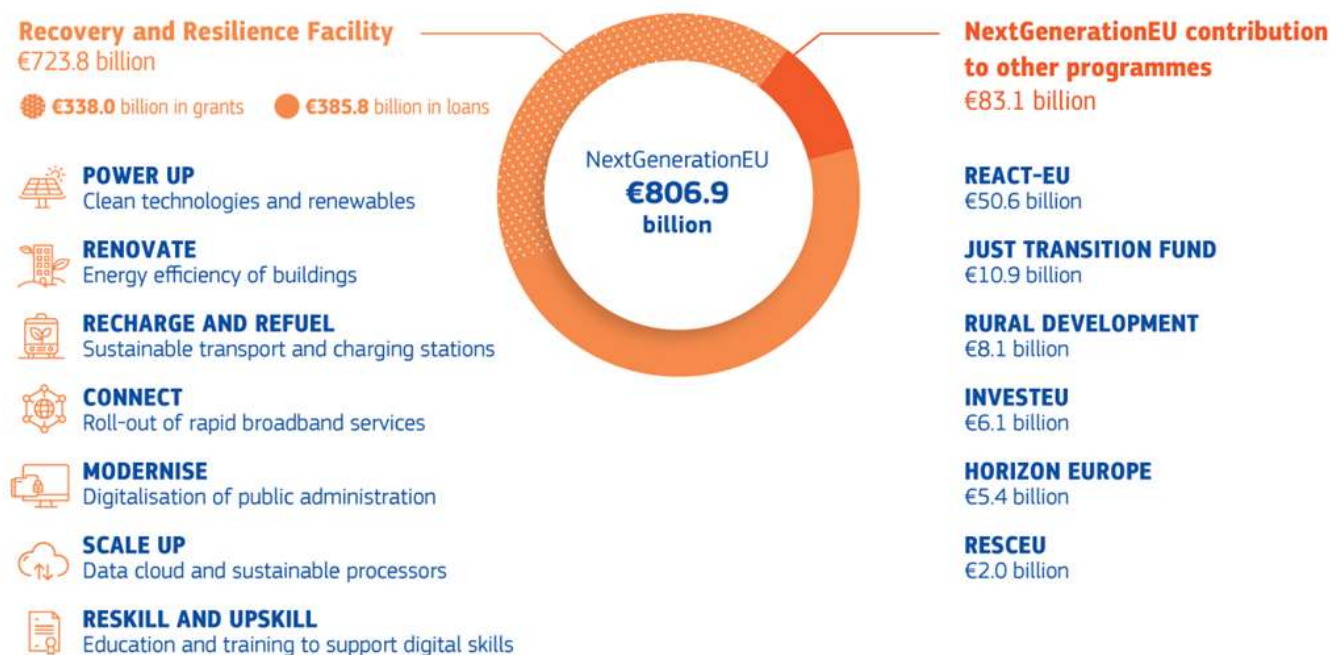 Recovery and Resilience Facility
€723.8 billion
€338.0 billion in grants
€385.8 billion in loans
POWER UP
Clean technologies and renewables
RENOVATE
Energy efficiency of buildings
RECHARGE AND REFUEL
Sustainable transport and charging stations
CONNECT
Roll-out of rapid broadband services
MODERNISE
Digitalisation of public administration
SCALE UP
Data cloud and sustainable processors
RESKILL AND UPSKILL
Education and training to support digital skills
NextGenerationEU
€806.9
billion
NextGenerationEU contribution
to other programmes
€83.1 billion
REACT-EU
€50.6 billion
JUST TRANSITION FUND
€10.9 billion
RURAL DEVELOPMENT
€8.1 billion
INVESTEU
€6.1 billion
HORIZON EUROPE
€5.4 billion
RESCEU
€2.0 billion